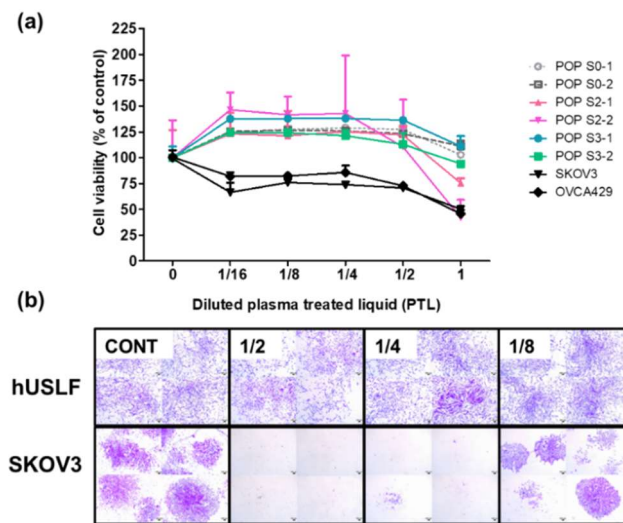 (a)
Cell viability (% of control)
225
200
175
150
125
100
75
50
25
0
0 1/16 1/8 1/4 1/2 1
Diluted plasma treated liquid (PTL)
POP S0-1
POP S0-2
POP S2-1
POP S2-2
POP S3-1
POP S3-2
SKOV3
OVCA429
(b)
CONT 1/2 1/4 1/8
hUSLF
SKOV3